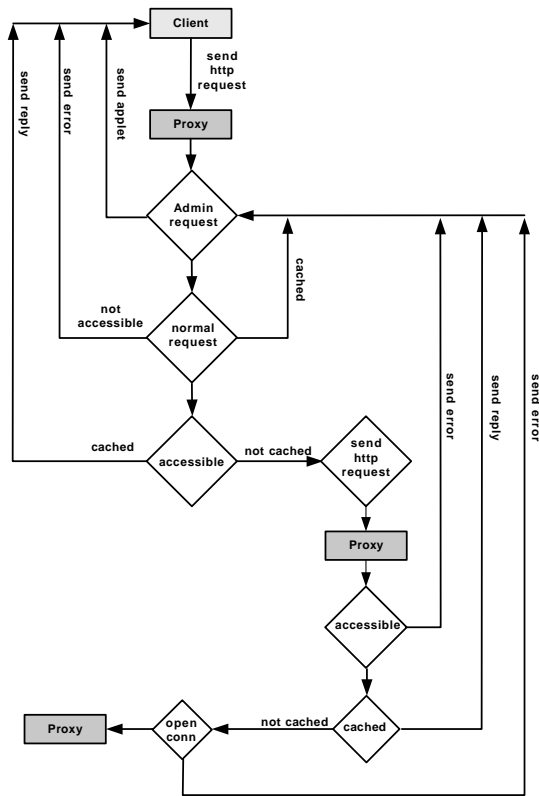 Client
send
http
request
send reply
send error
send applet
Proxy
Admin
request
cached
not
accessible
normal
request
cached
accessible
not cached
send
http
request
send error
send reply
send error
Proxy
accessible
Proxy
open
conn
not cached
cached